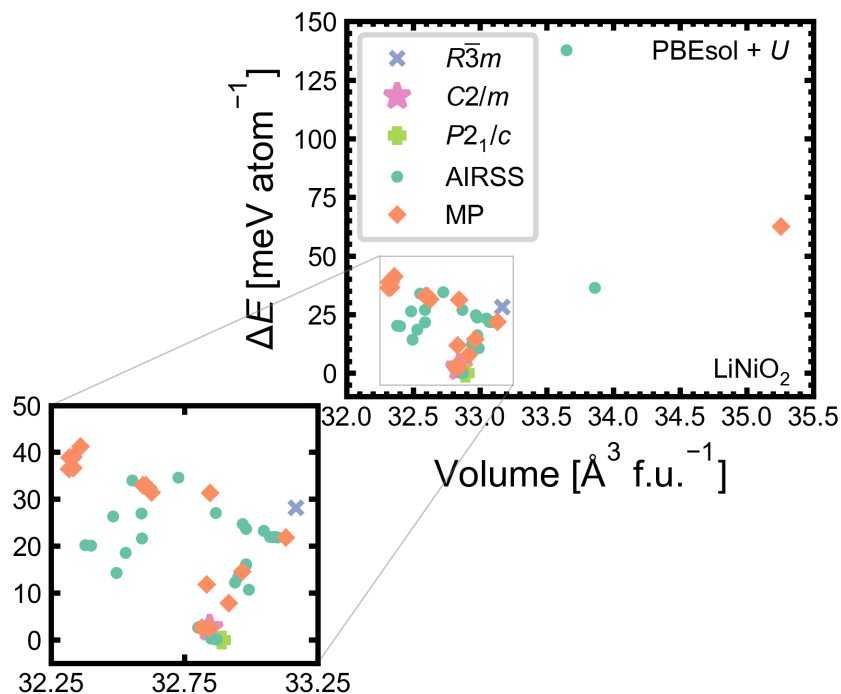 150
125
100
75
50
25
0
ΔE [meV atom⁻¹]
R3̅m
C2/m
P2₁/c
AIRSS
MP
PBEsol + U
LiNiO₂
32.0 32.5 33.0 33.5 34.0 34.5 35.0 35.5
Volume [Å³ f.u.⁻¹]
50
40
30
20
10
0
32.25 32.75 33.25